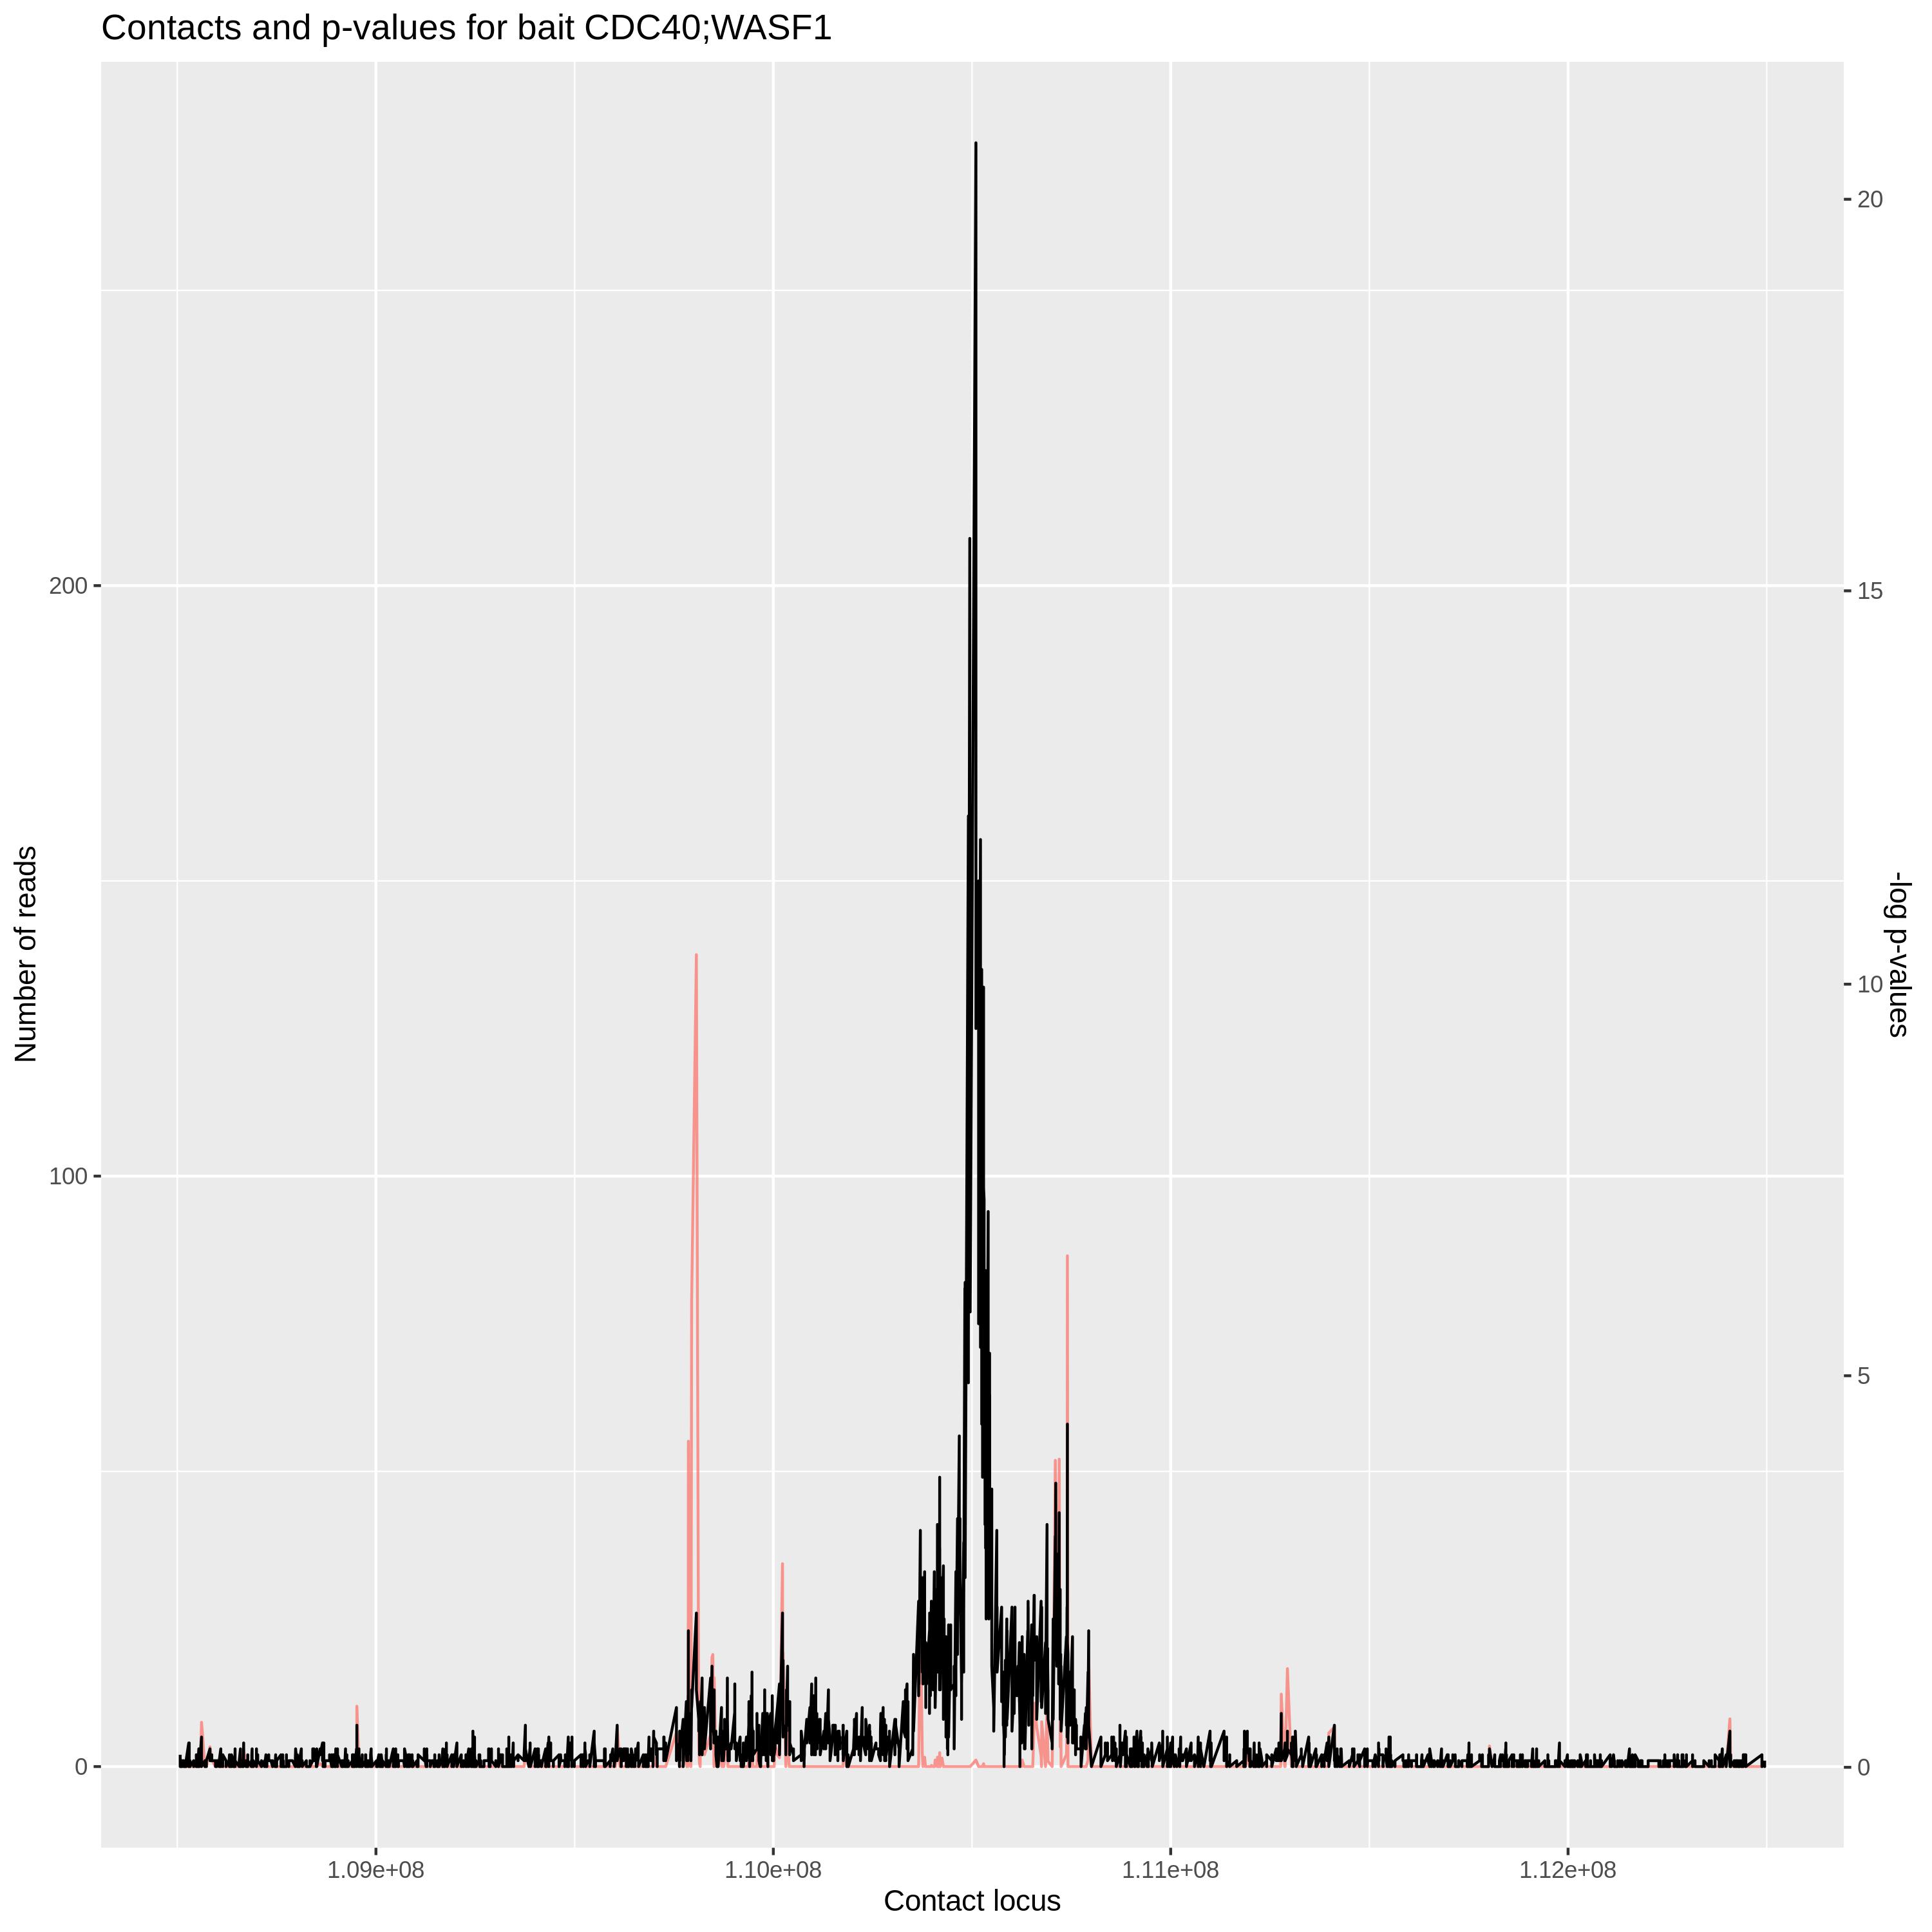 Contacts and p-values for bait CDC40;WASF1
20
200
15
Number of reads
-log p-values
10
100
5
0
0
1.09e+08
1.10e+08
1.11e+08
1.12e+08
Contact locus